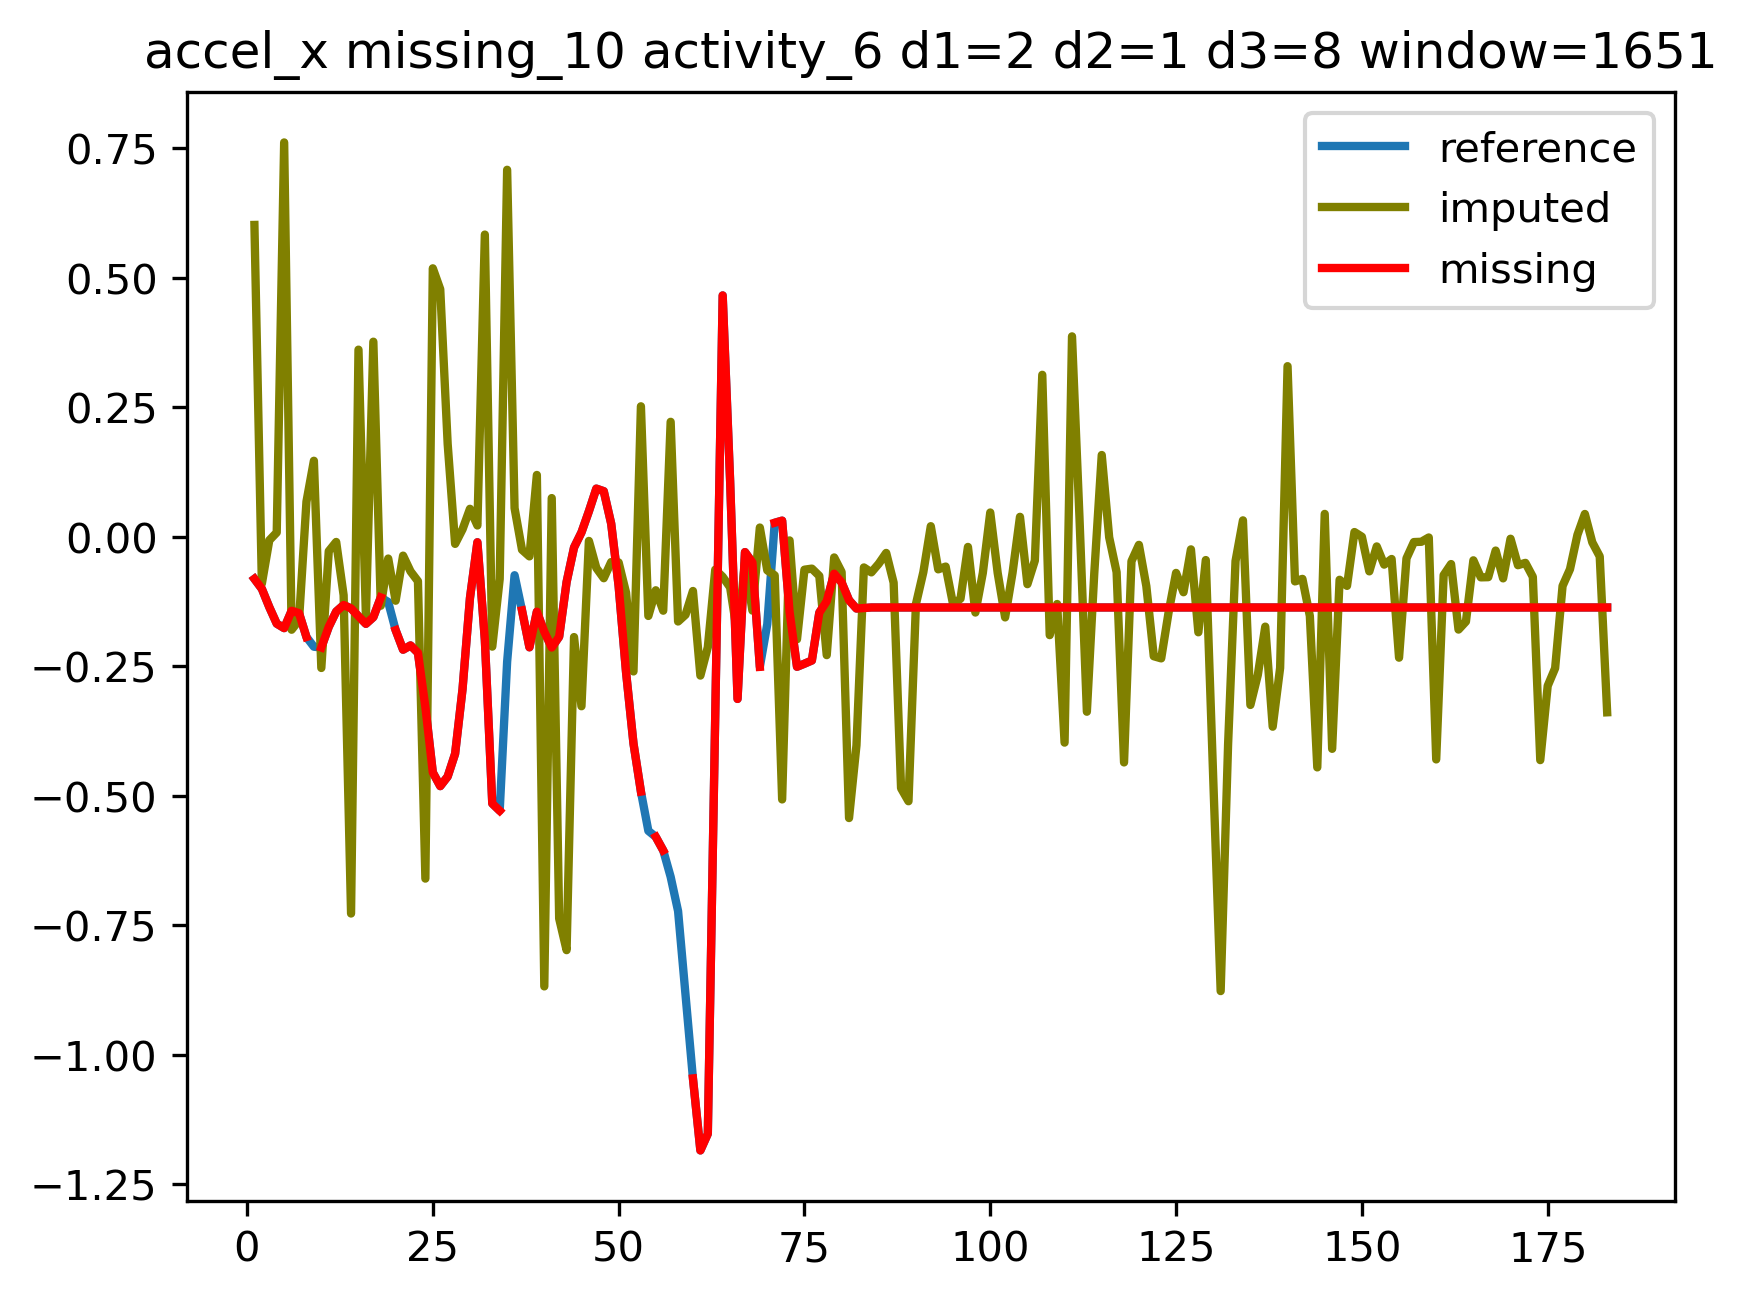 accel_x missing_10 activity_6 d1=2 d2=1 d3=8 window=1651
reference
imputed
missing
0.75
0.50
0.25
0.00
−0.25
−0.50
−0.75
−1.00
−1.25
0 25 50 75 100 125 150 175